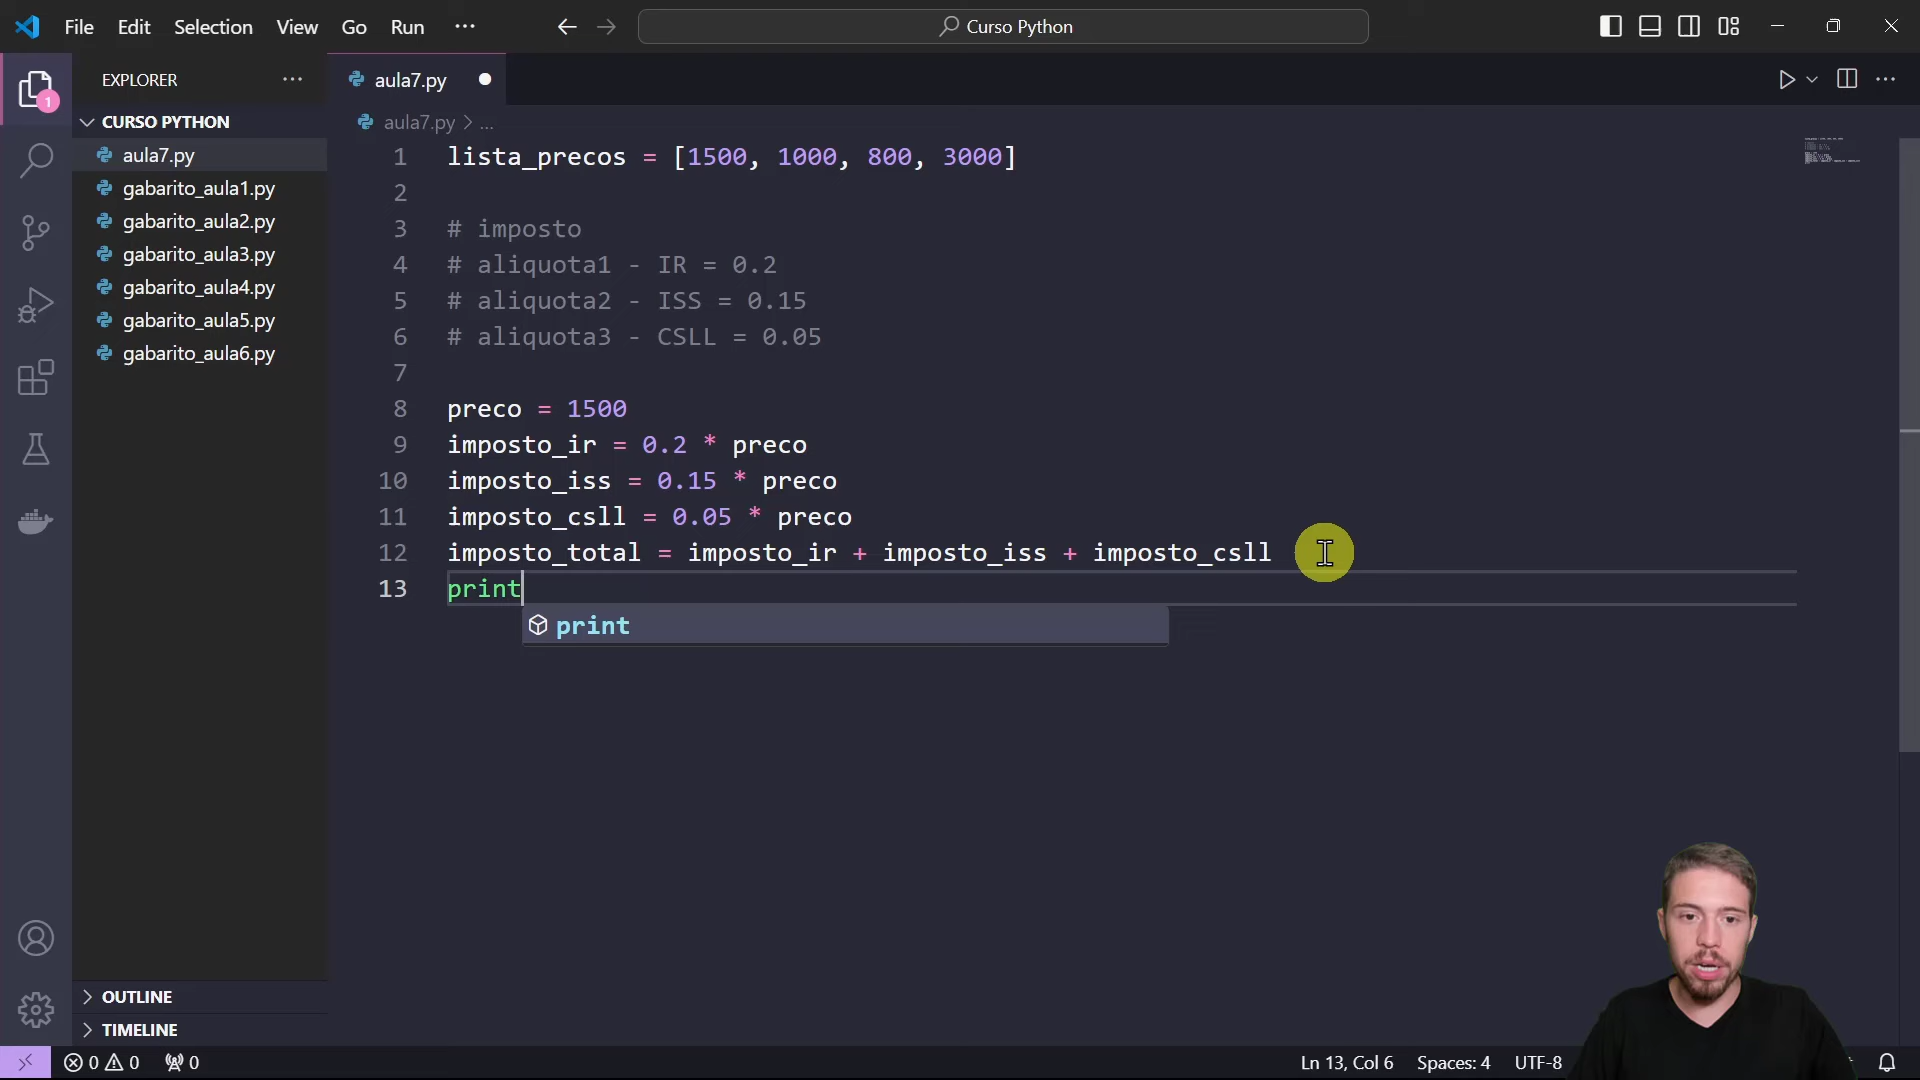 File Edit Selection View Go Run ··· Curso Python
EXPLORER ···
aula7.py
CURSO PYTHON
aula7.py
gabarito_aula1.py
gabarito_aula2.py
gabarito_aula3.py
gabarito_aula4.py
gabarito_aula5.py
gabarito_aula6.py
OUTLINE
TIMELINE
1
aula7.py > ...
1 lista_precos = [1500, 1000, 800, 3000]
2
3 # imposto
4 # aliquota1 - IR = 0.2
5 # aliquota2 - ISS = 0.15
6 # aliquota3 - CSLL = 0.05
7
8 preco = 1500
9 imposto_ir = 0.2 * preco
10 imposto_iss = 0.15 * preco
11 imposto_csll = 0.05 * preco
12 imposto_total = imposto_ir + imposto_iss + imposto_csll
13 print
print
0 0 0 Ln 13, Col 6 Spaces: 4 UTF-8